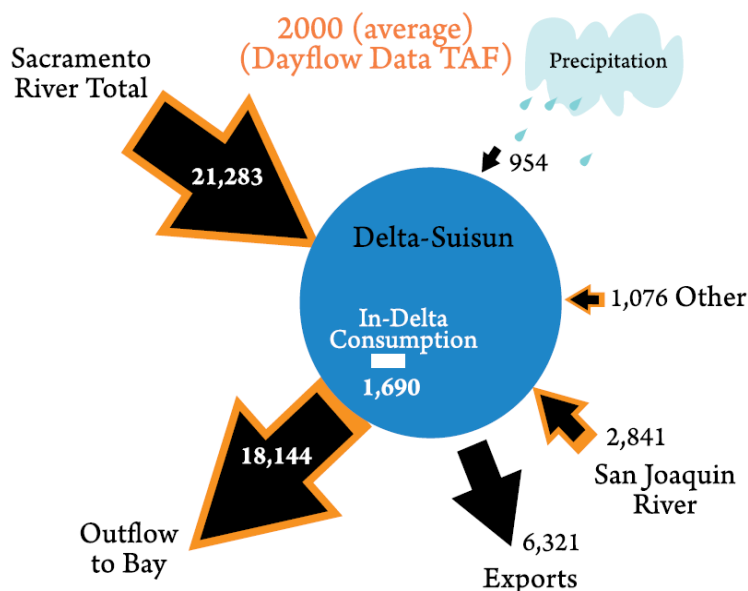 2000 (average)
(Dayflow Data TAF)
Sacramento
River Total
Precipitation
21,283
954
Delta-Suisun
1,076 Other
In-Delta
Consumption
1,690
18,144
2,841
San Joaquin
River
Outflow
to Bay
6,321
Exports